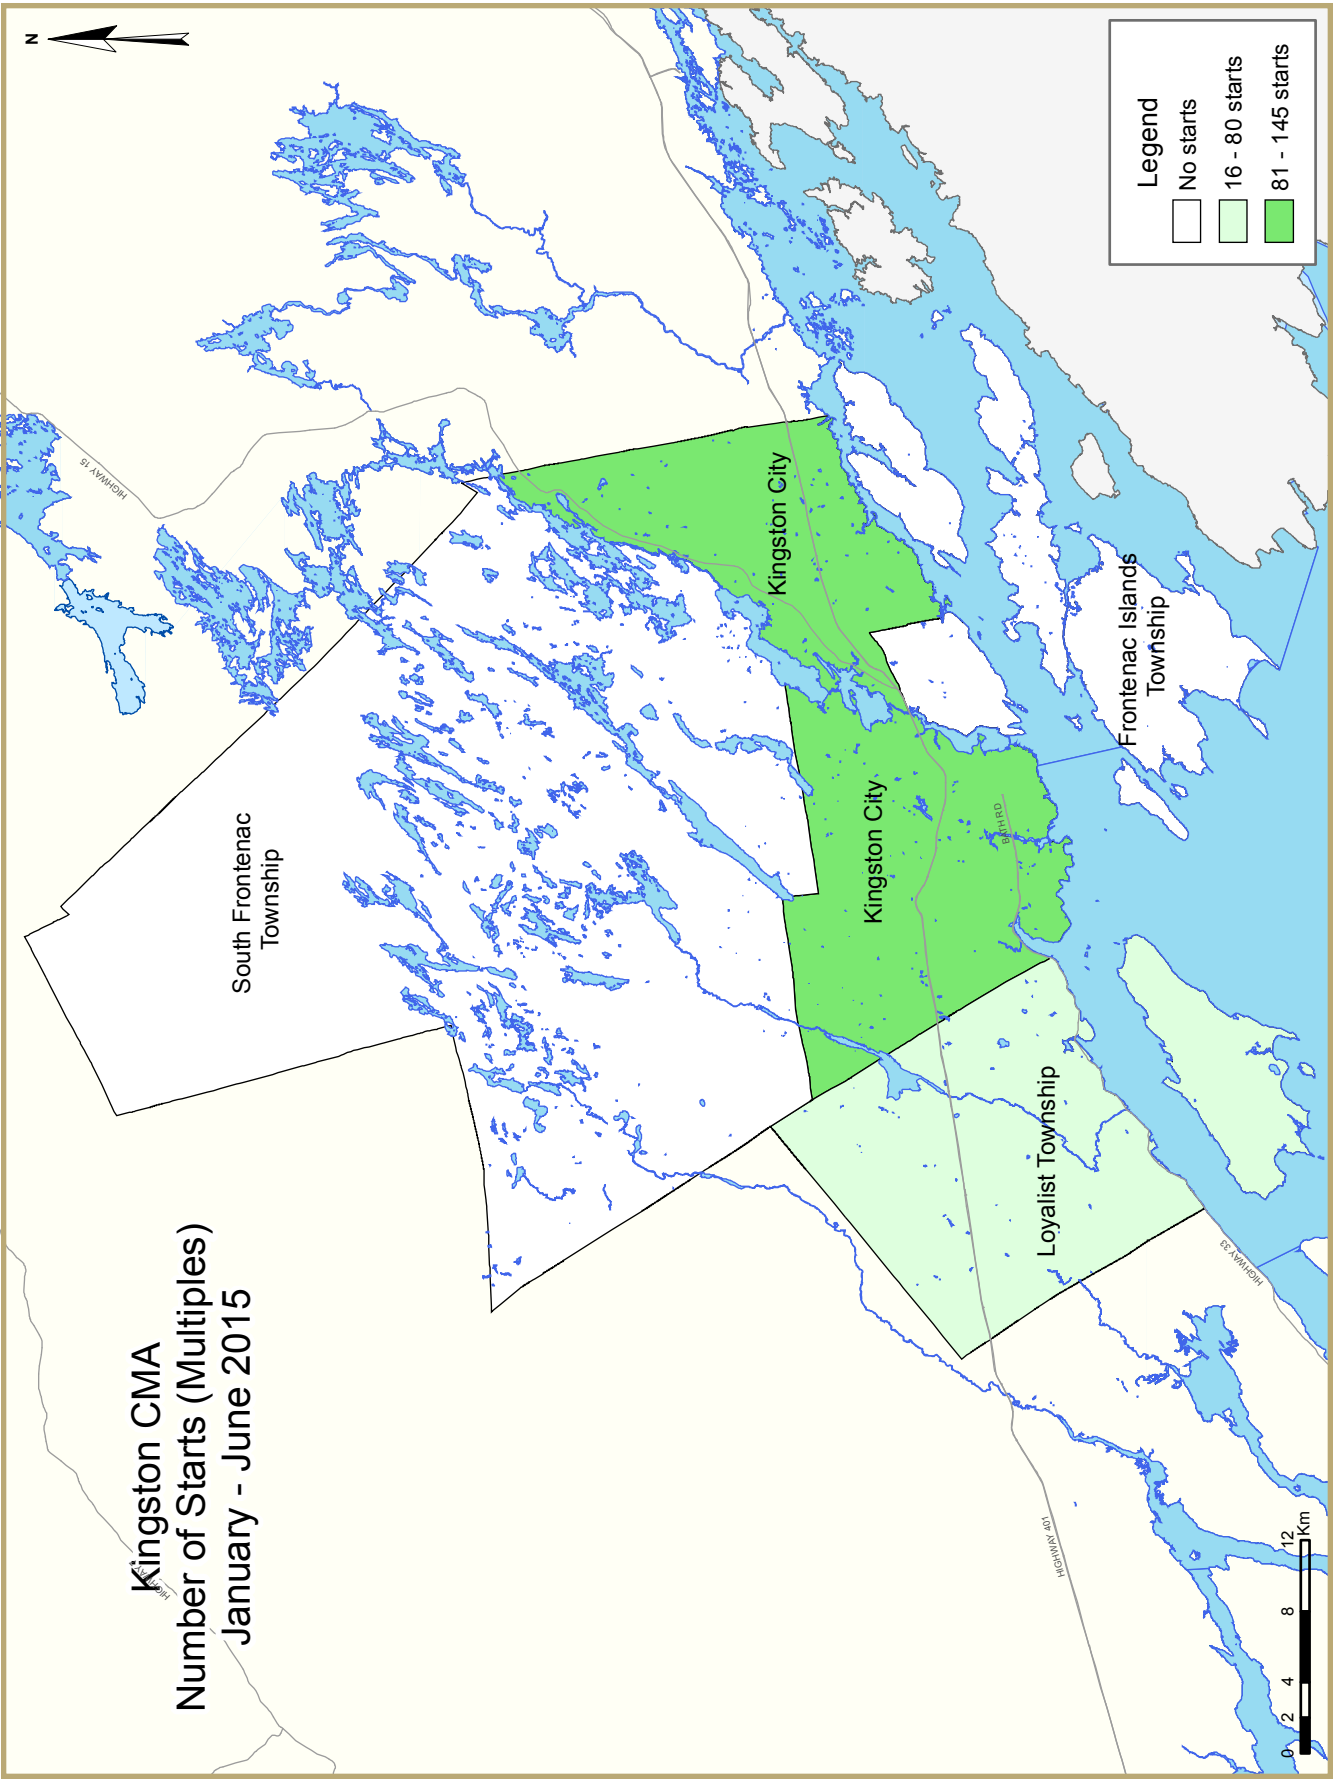 Kingston CMA
Number of Starts (Multiples)
January - June 2015
N
HIGHWAY 15
South Frontenac
Township
Kingston City
Kingston City
BATH RD
Loyalist Township
Frontenac Islands
Township
HIGHWAY 33
HIGHWAY 401
Legend
No starts
16 - 80 starts
81 - 145 starts
0 2 4 8 12
Km